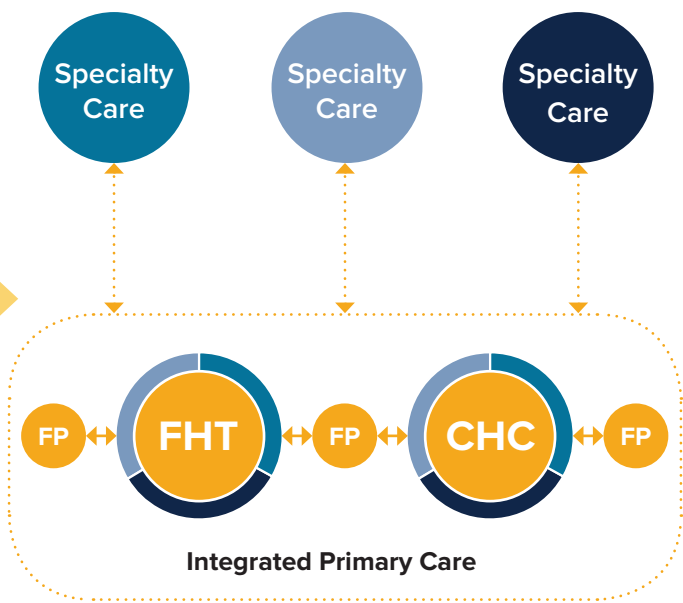 Specialty
Care
Specialty
Care
Specialty
Care
FP
FHT
FP
CHC
FP
Integrated Primary Care